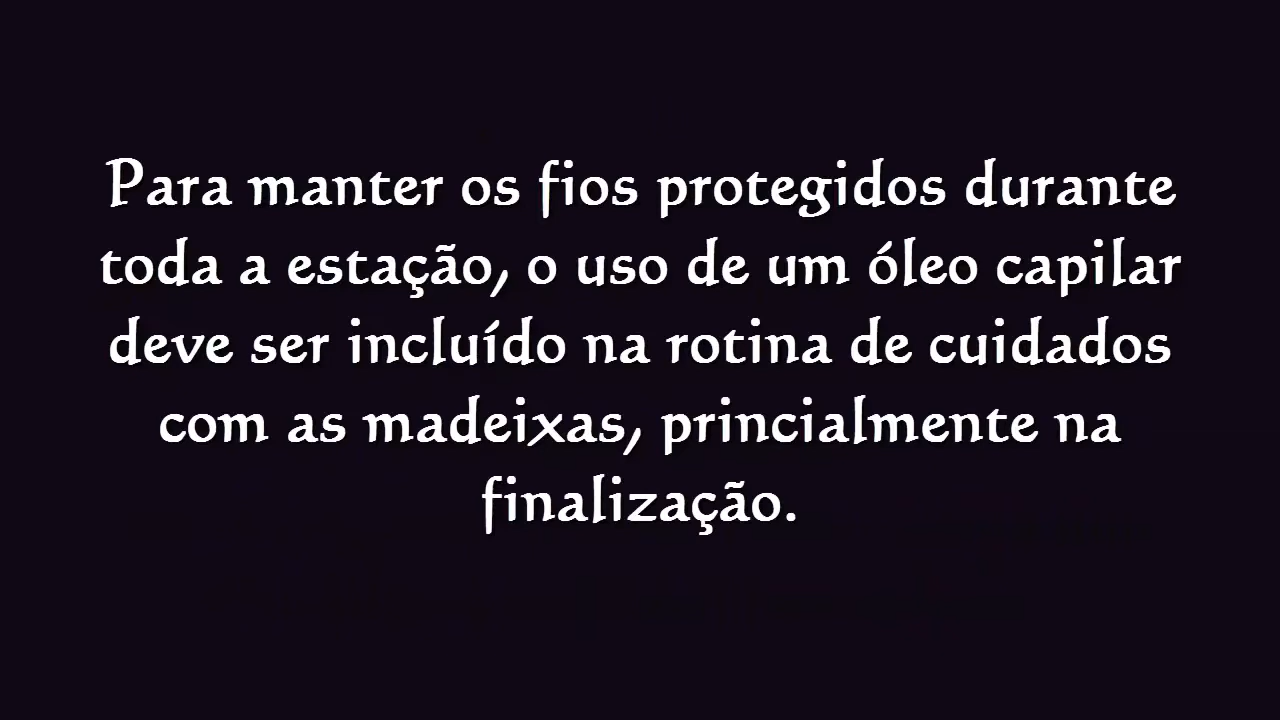 Para manter os fios protegidos durante
toda a estação, o uso de um óleo capilar
deve ser incluído na rotina de cuidados
com as madeixas, princialmente na
finalização.